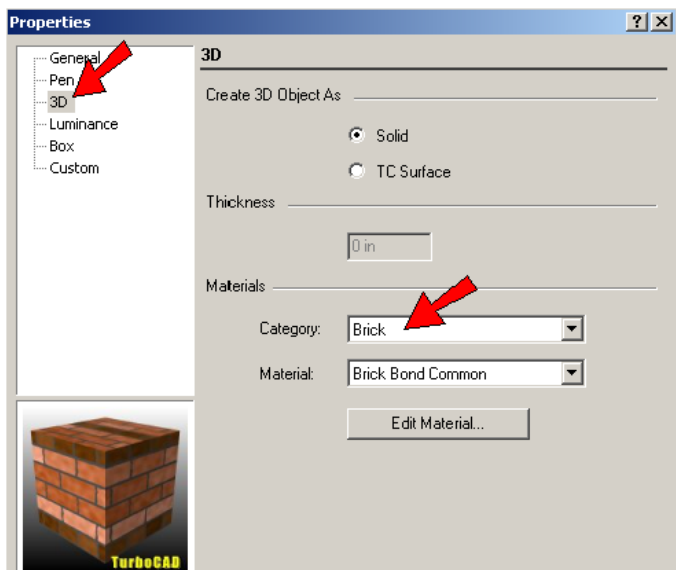 Properties
General
Pen
3D
Luminance
Box
Custom
3D
Create 3D Object As
Solid
TC Surface
Thickness
0 in
Materials
Category: Brick
Material: Brick Bond Common
Edit Material...
TurboCAD